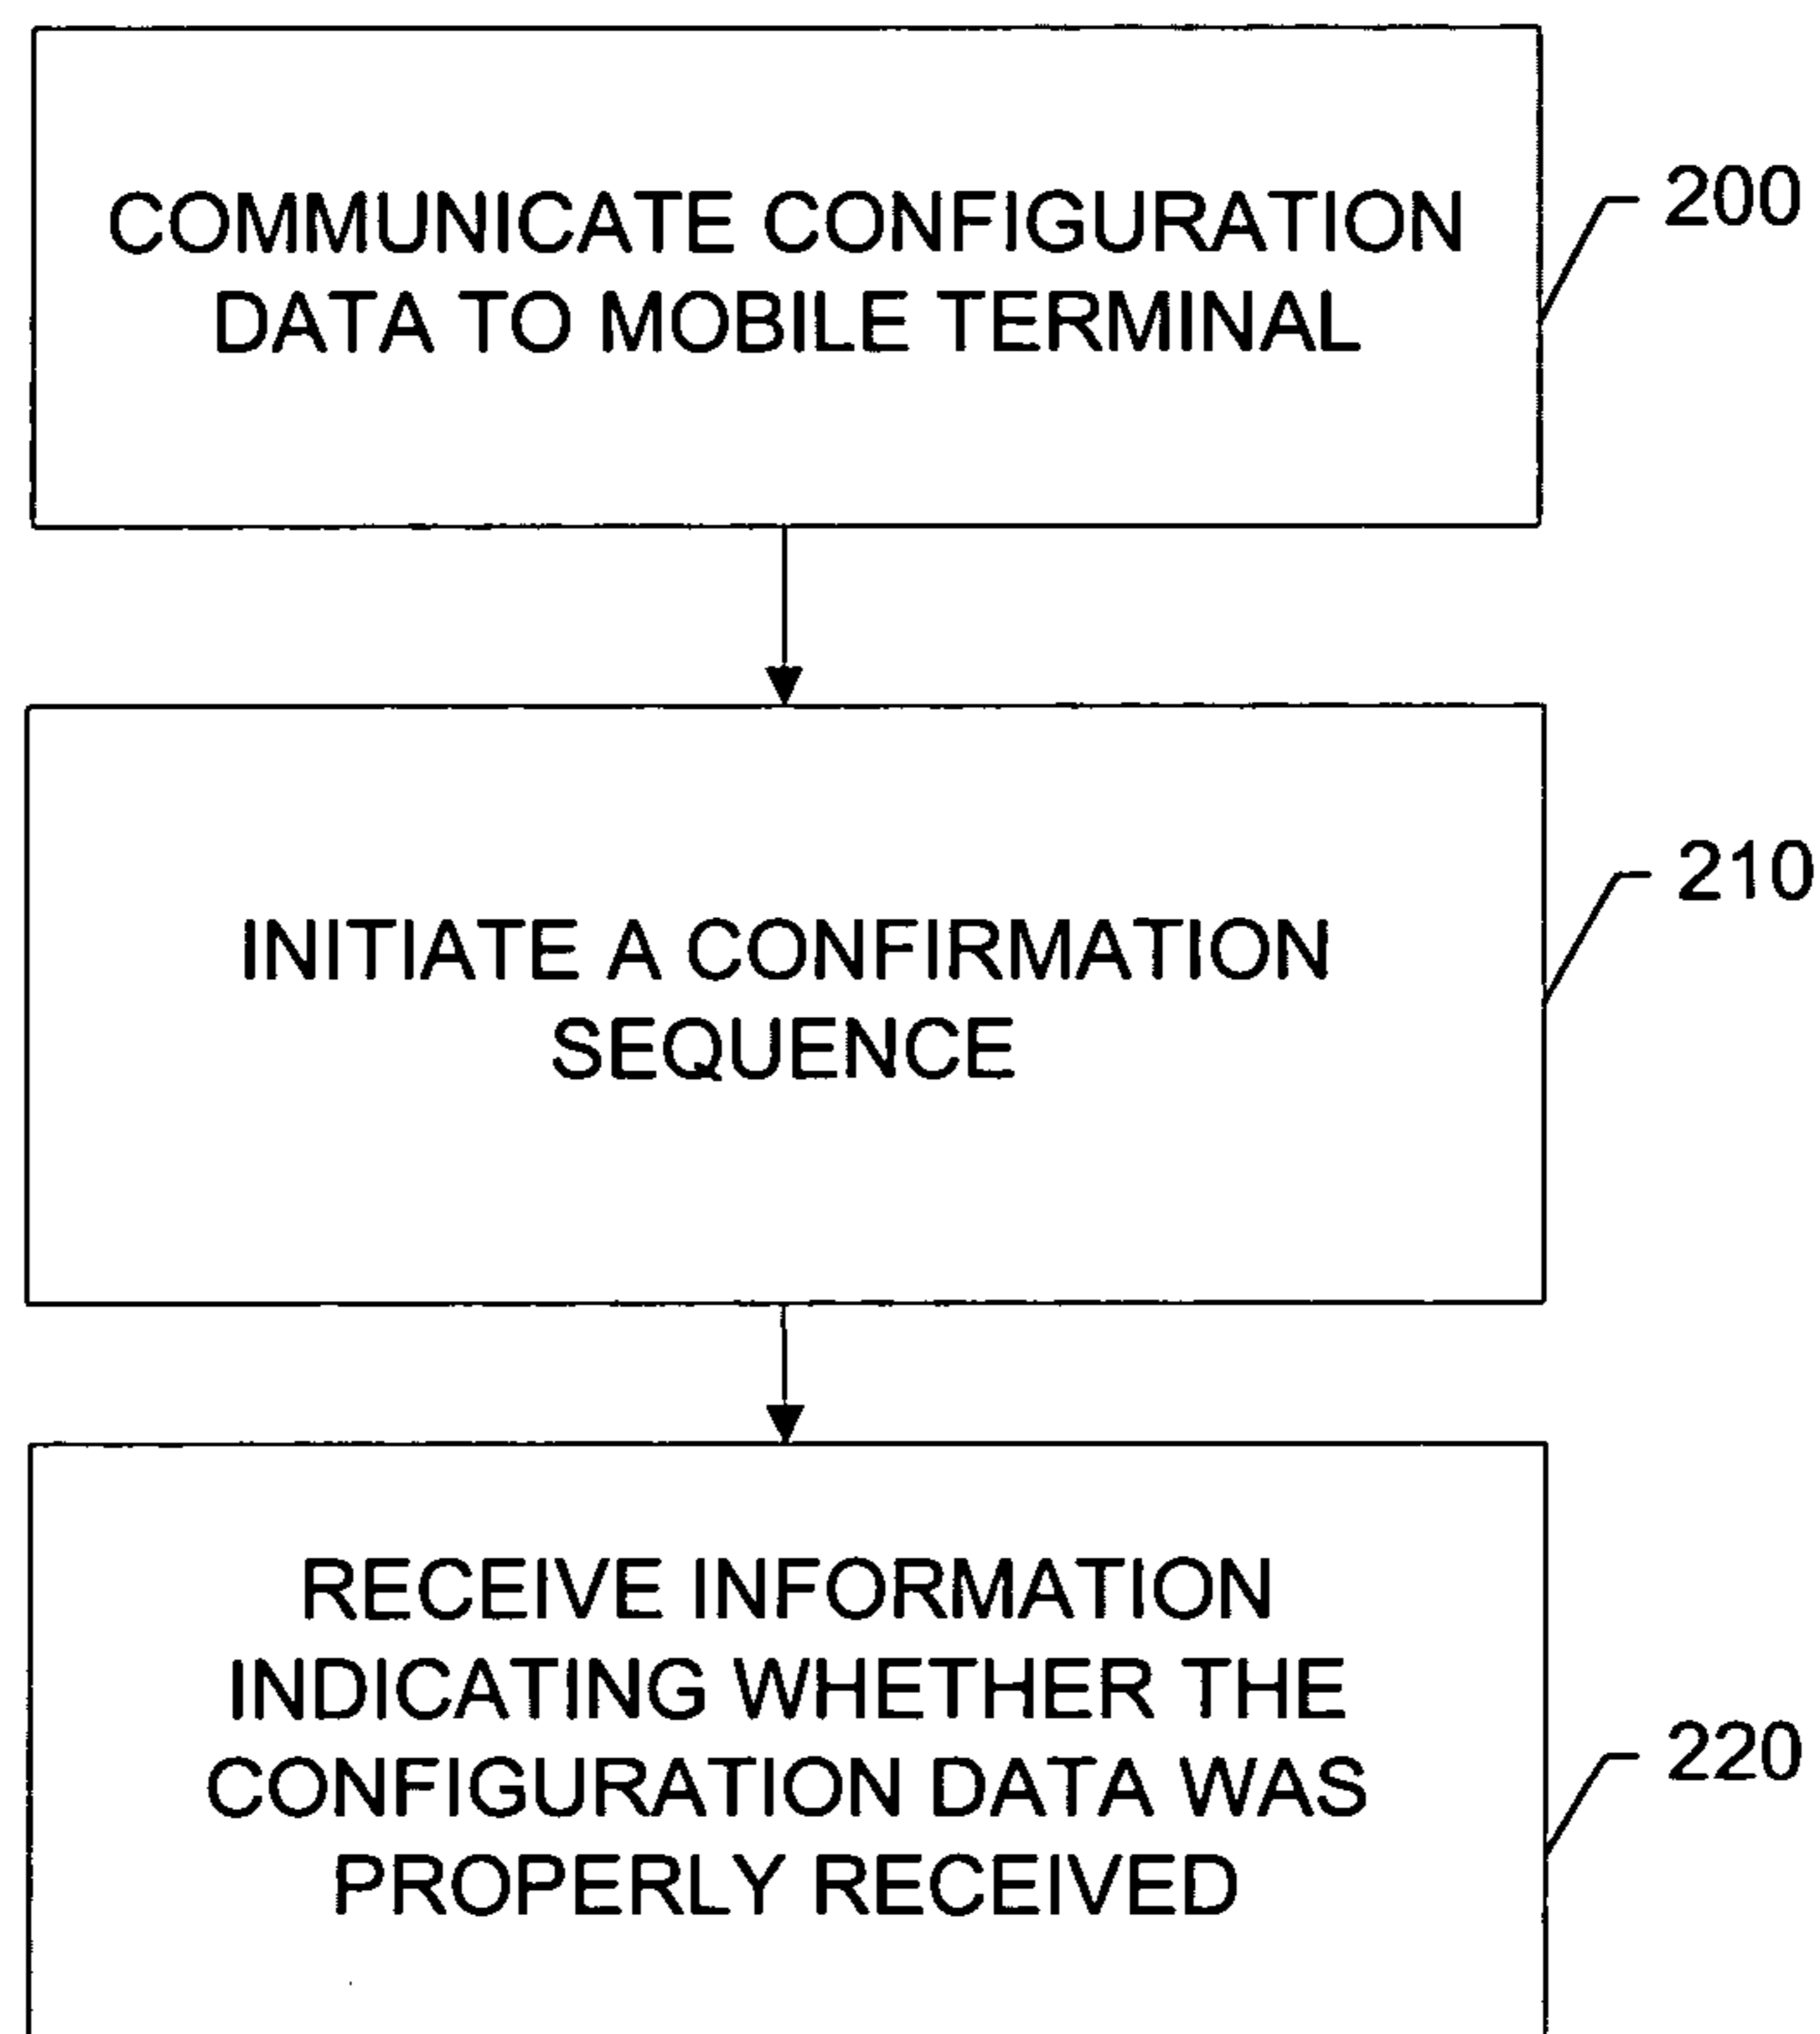 COMMUNICATE CONFIGURATION
DATA TO MOBILE TERMINAL
200
INITIATE A CONFIRMATION
SEQUENCE
210
RECEIVE INFORMATION
INDICATING WHETHER THE
CONFIGURATION DATA WAS
PROPERLY RECEIVED
220